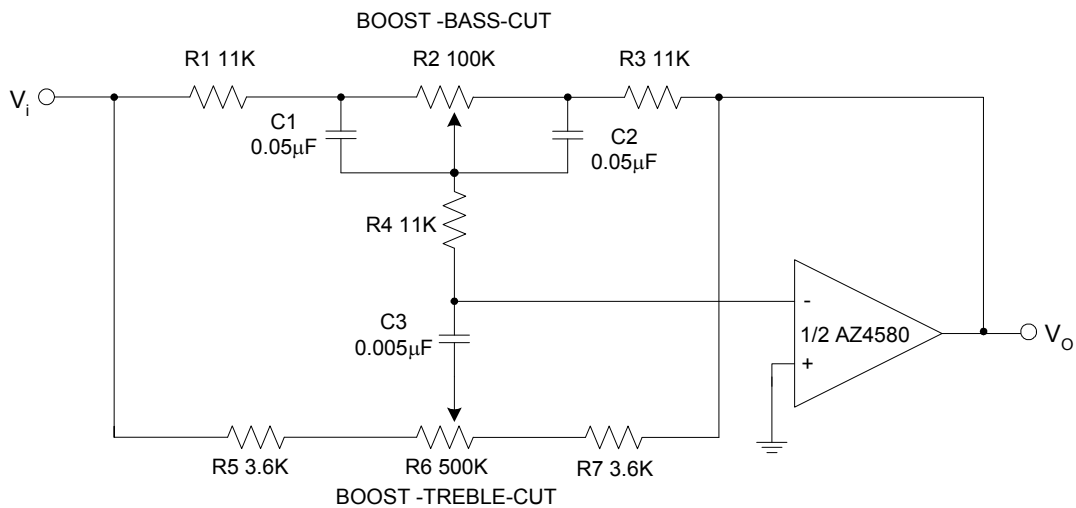 BOOST -BASS-CUT
R1 11K
R2 100K
R3 11K
Vi
C1
0.05μF
C2
0.05μF
R4 11K
C3
0.005μF
-
1/2 AZ4580
+
VO
R5 3.6K
R6 500K
R7 3.6K
BOOST -TREBLE-CUT